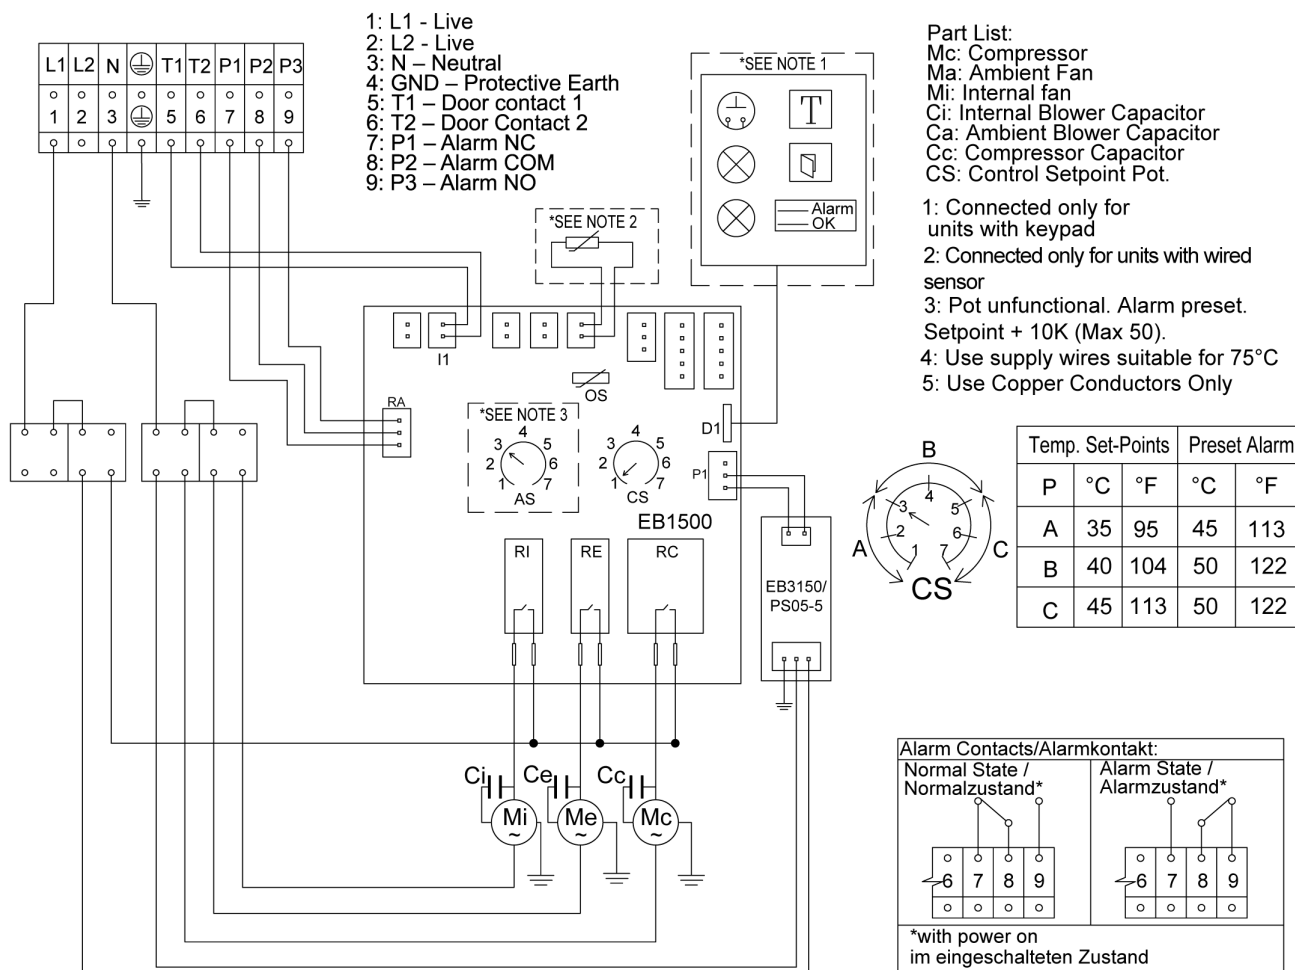 L1 L2 N T1 T2 P1 P2 P3
1 2 3 5 6 7 8 9
1: L1 - Live
2: L2 - Live
3: N – Neutral
4: GND – Protective Earth
5: T1 – Door contact 1
6: T2 – Door Contact 2
7: P1 – Alarm NC
8: P2 – Alarm COM
9: P3 – Alarm NO
*SEE NOTE 1
T
Alarm
OK
Part List:
Mc: Compressor
Ma: Ambient Fan
Mi: Internal fan
Ci: Internal Blower Capacitor
Ca: Ambient Blower Capacitor
Cc: Compressor Capacitor
CS: Control Setpoint Pot.
1: Connected only for
units with keypad
2: Connected only for units with wired
sensor
3: Pot unfunctional. Alarm preset.
Setpoint + 10K (Max 50).
4: Use supply wires suitable for 75°C
5: Use Copper Conductors Only
*SEE NOTE 2
I1
OS
RA
*SEE NOTE 3
1 2 3 4 5 6 7
AS
1 2 3 4 5 6 7
CS
D1
P1
EB1500
RI
RE
RC
EB3150/
PS05-5
B
A
C
1 2 3 4 5 6 7
CS
Temp. Set-Points Preset Alarm
P °C °F °C °F
A 35 95 45 113
B 40 104 50 122
C 45 113 50 122
Ci
Ce
Cc
Mi
~
Me
~
Mc
~
Alarm Contacts/Alarmkontakt:
Normal State /
Normalzustand*
6 7 8 9
Alarm State /
Alarmzustand*
6 7 8 9
*with power on
im eingeschalteten Zustand